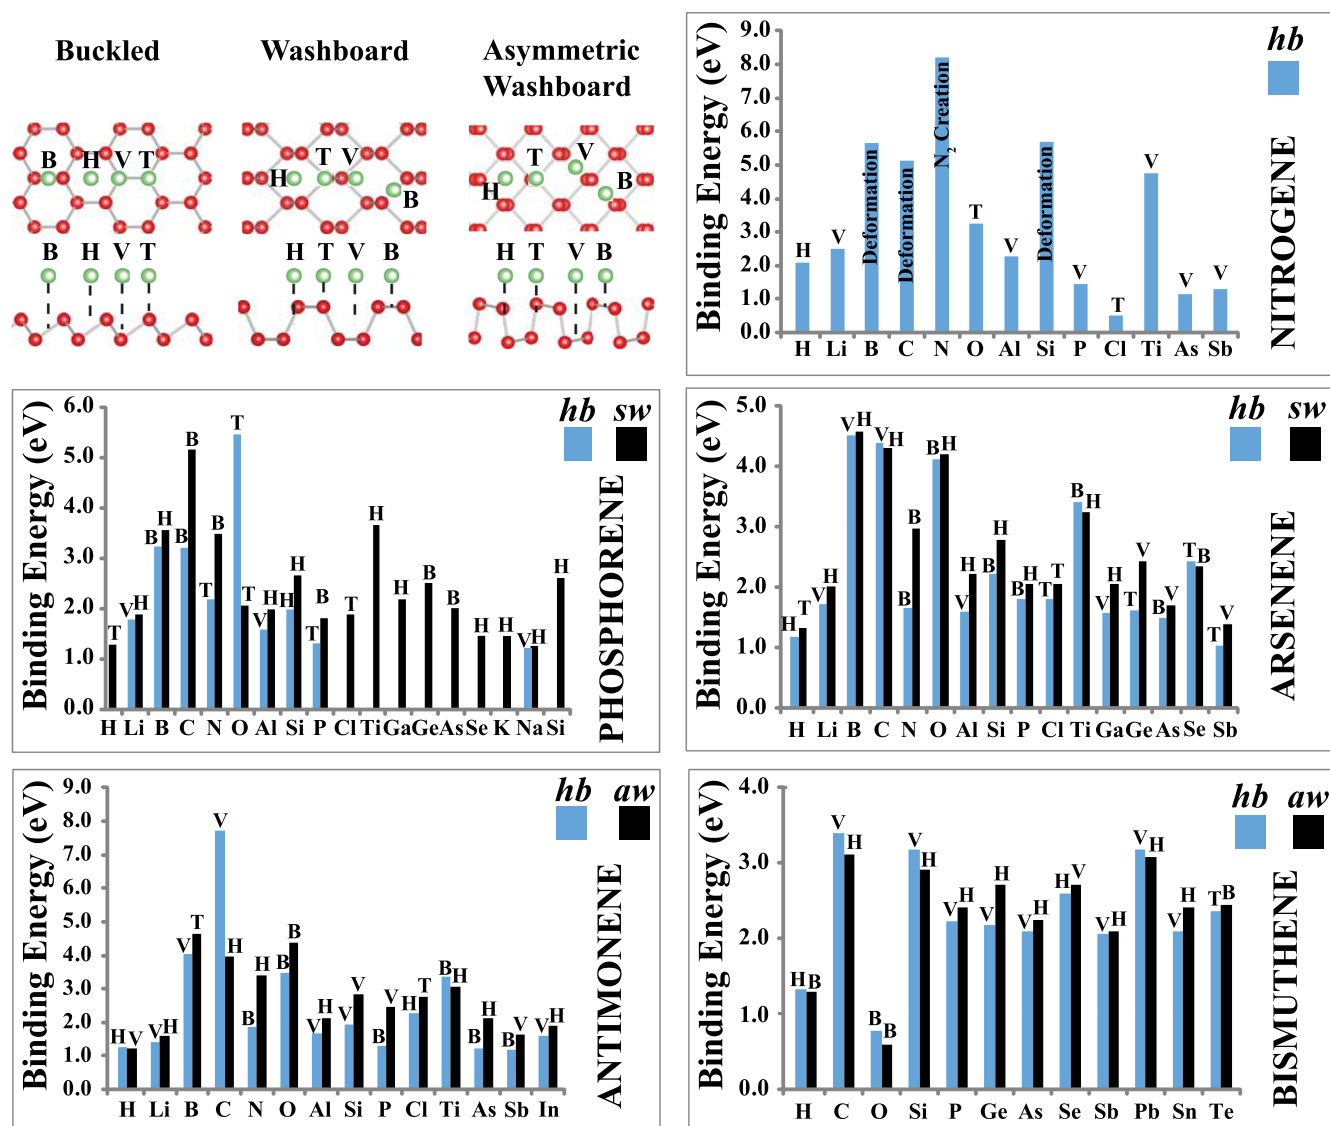 Buckled
Washboard
Asymmetric
Washboard
B H V T
T V
H
B
T V
H
B
B H V T
H T V B
H T V B
Binding Energy (eV)
9.0
8.0
7.0
6.0
5.0
4.0
3.0
2.0
1.0
0.0
hb
NITROGENE
H V Deformation Deformation N2 Creation T V Deformation V T V V V
H Li B C N O Al Si P Cl Ti As Sb
Binding Energy (eV)
6.0
5.0
4.0
3.0
2.0
1.0
0.0
hb sw
PHOSPHORENE
T V H B H B B T B T T V H H H T B T H H B T H H V H H
H Li B C N O Al Si P Cl Ti Ga Ge As Se K Na Si
Binding Energy (eV)
5.0
4.0
3.0
2.0
1.0
0.0
hb sw
ARSENENE
H T V H V H V H B B B H V H B H B H T T B H V H T V B V T B T V
H Li B C N O Al Si P Cl Ti Ga Ge As Se Sb
Binding Energy (eV)
9.0
8.0
7.0
6.0
5.0
4.0
3.0
2.0
1.0
0.0
hb aw
ANTIMONENE
H V V H V T V H B H B B V H V V B V H T B H B H B V V H
H Li B C N O Al Si P Cl Ti As Sb In
Binding Energy (eV)
4.0
3.0
2.0
1.0
0.0
hb aw
BISMUTHENE
H B V H B B V H V H V H V H H V V H V H V H T B
H C O Si P Ge As Se Sb Pb Sn Te